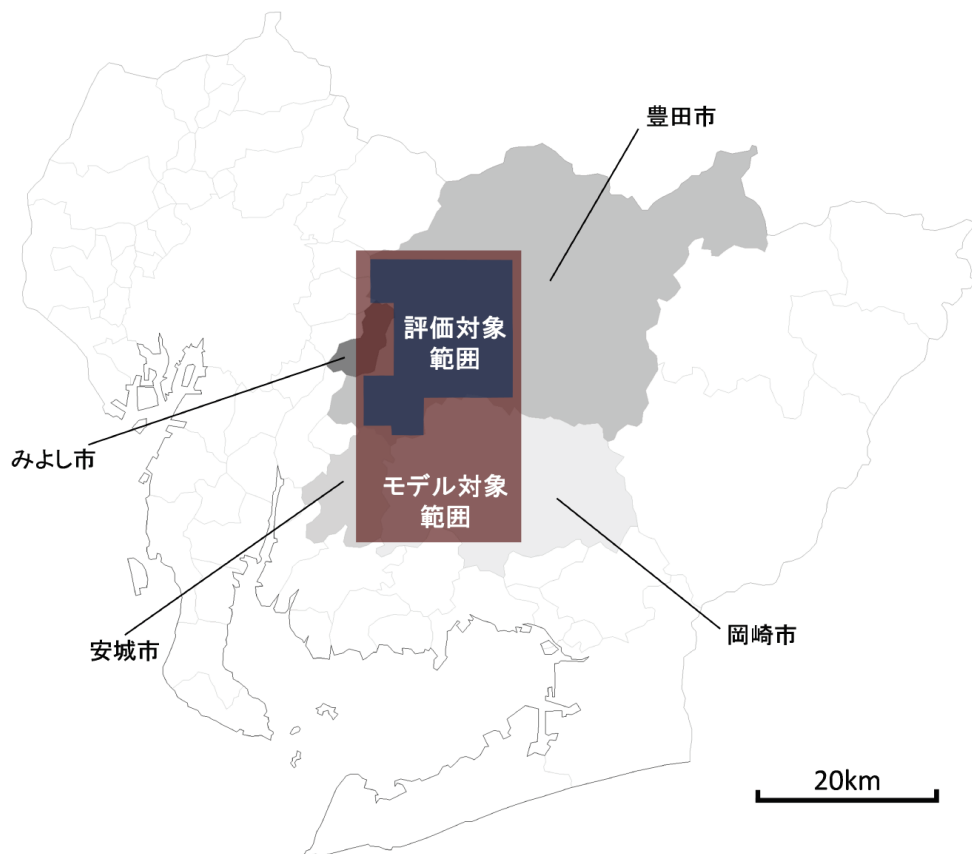 豊田市
評価対象
範囲
みよし市
モデル対象
範囲
安城市
岡崎市
20km